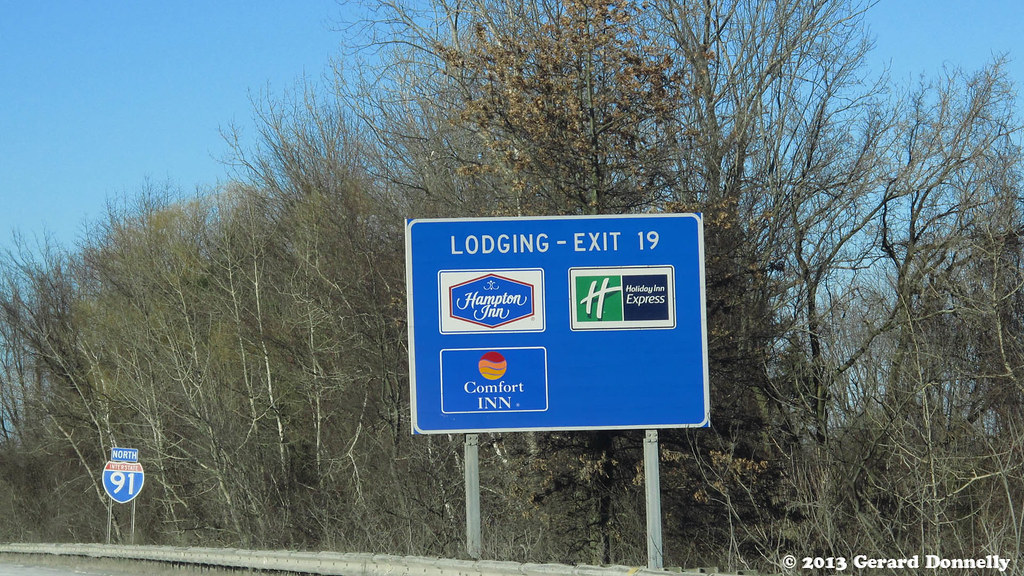 LODGING - EXIT 19
Hampton
Inn
Holiday Inn
Express
Comfort
INN
NORTH
INTERSTATE
91
© 2013 Gerard Donnelly